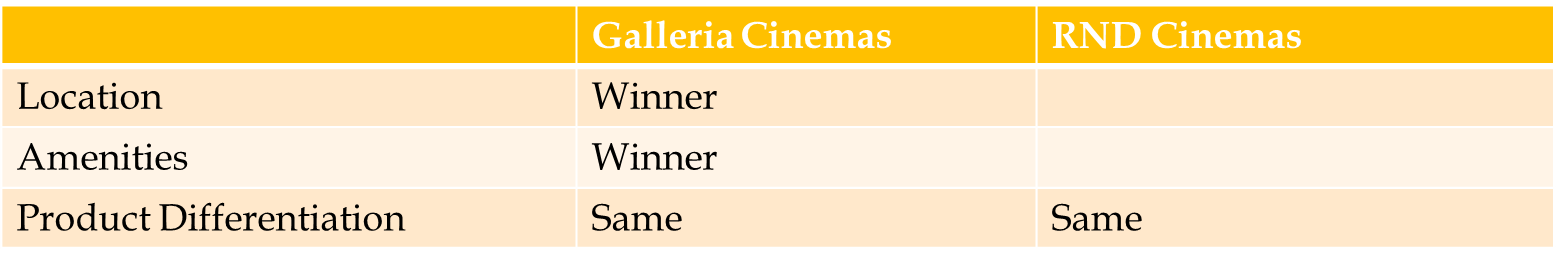 Galleria Cinemas RND Cinemas
Location Winner
Amenities Winner
Product Differentiation Same Same